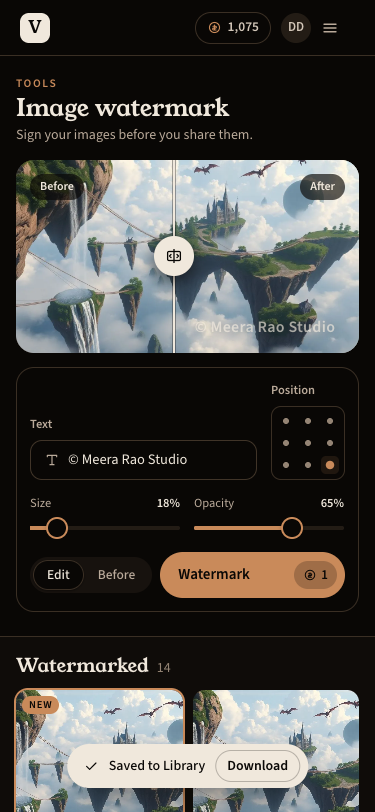 V
1,075
DD
TOOLS
Image watermark
Sign your images before you share them.
Before
After
© Meera Rao Studio
Position
Text
© Meera Rao Studio
Size 18%
Opacity 65%
Edit
Before
Watermark
1
Watermarked 14
NEW
Saved to Library
Download